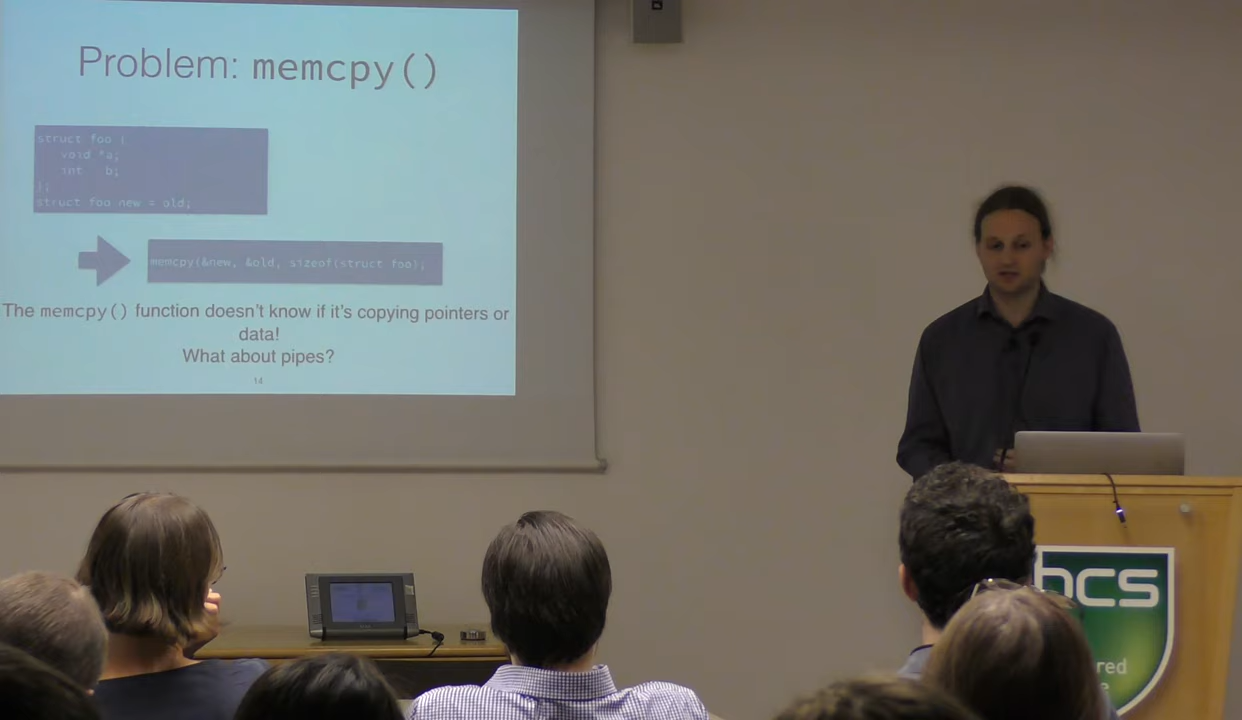 Problem: memcpy()
struct foo {
void *a;
int b;
};
struct foo new = old;
memcpy(&new, &old, sizeof(struct foo);
The memcpy() function doesn't know if it's copying pointers or
data!
What about pipes?
14
bcs
red
e